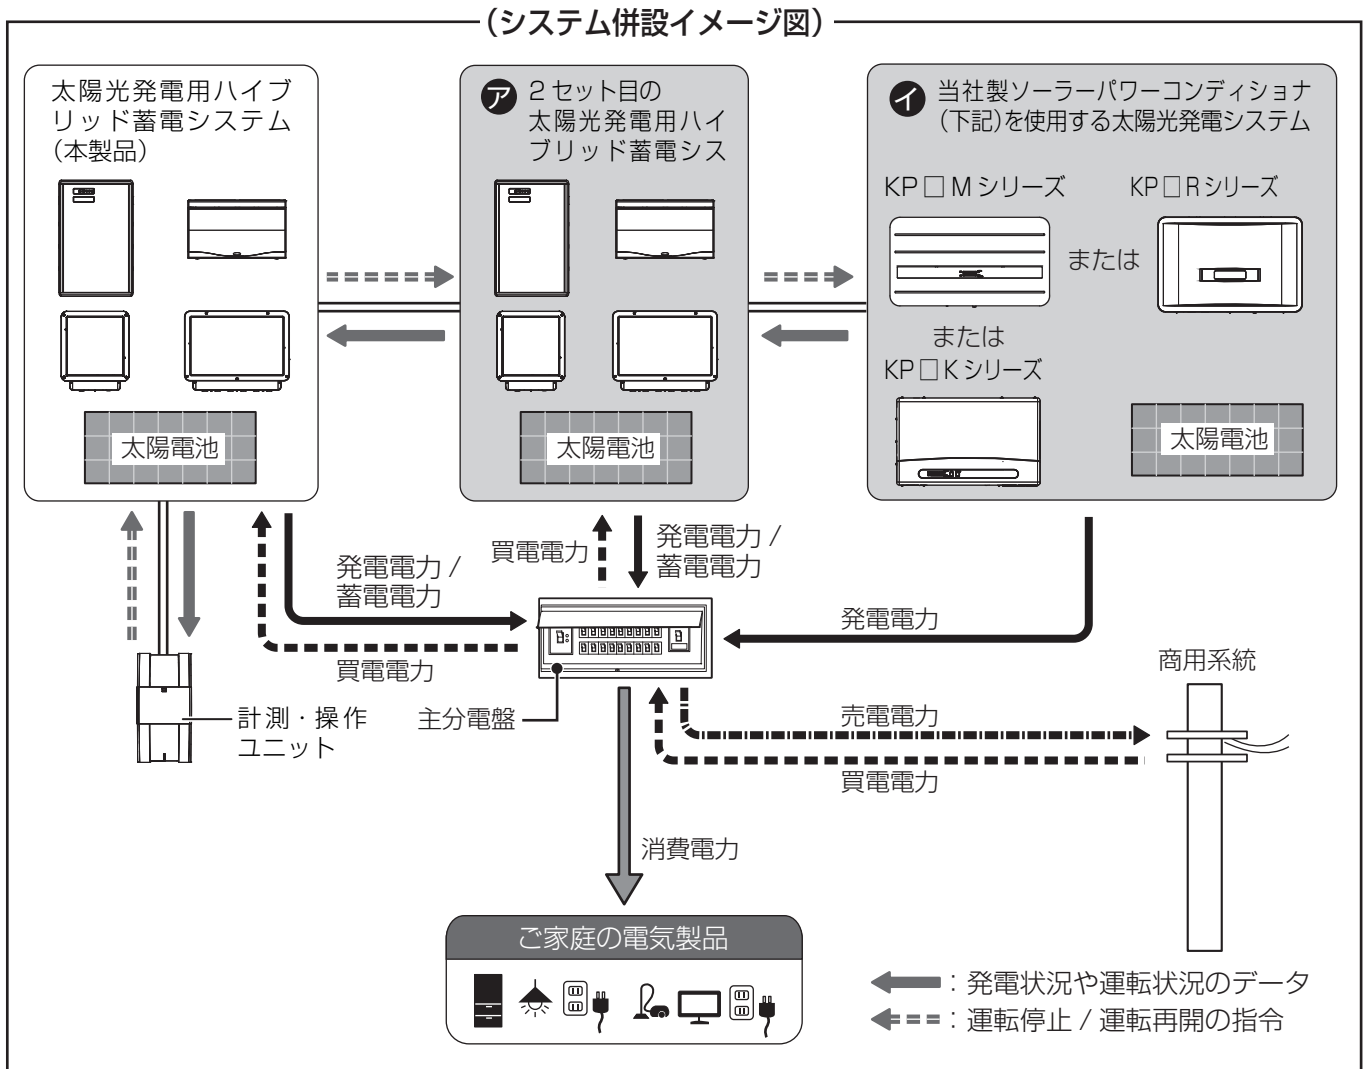 (システム併設イメージ図)
太陽光発電用ハイブ
リッド蓄電システム
(本製品)
ア 2 セット目の
太陽光発電用ハイ
ブリッド蓄電シス
イ 当社製ソーラーパワーコンディショナ
(下記)を使用する太陽光発電システム
KP□Mシリーズ
KP□Rシリーズ
または
または
KP□Kシリーズ
太陽電池
太陽電池
太陽電池
発電電力 /
蓄電電力
買電電力
買電電力
発電電力 /
蓄電電力
発電電力
商用系統
計測・操作
ユニット
主分電盤
売電電力
買電電力
消費電力
ご家庭の電気製品
:発電状況や運転状況のデータ
:運転停止 / 運転再開の指令